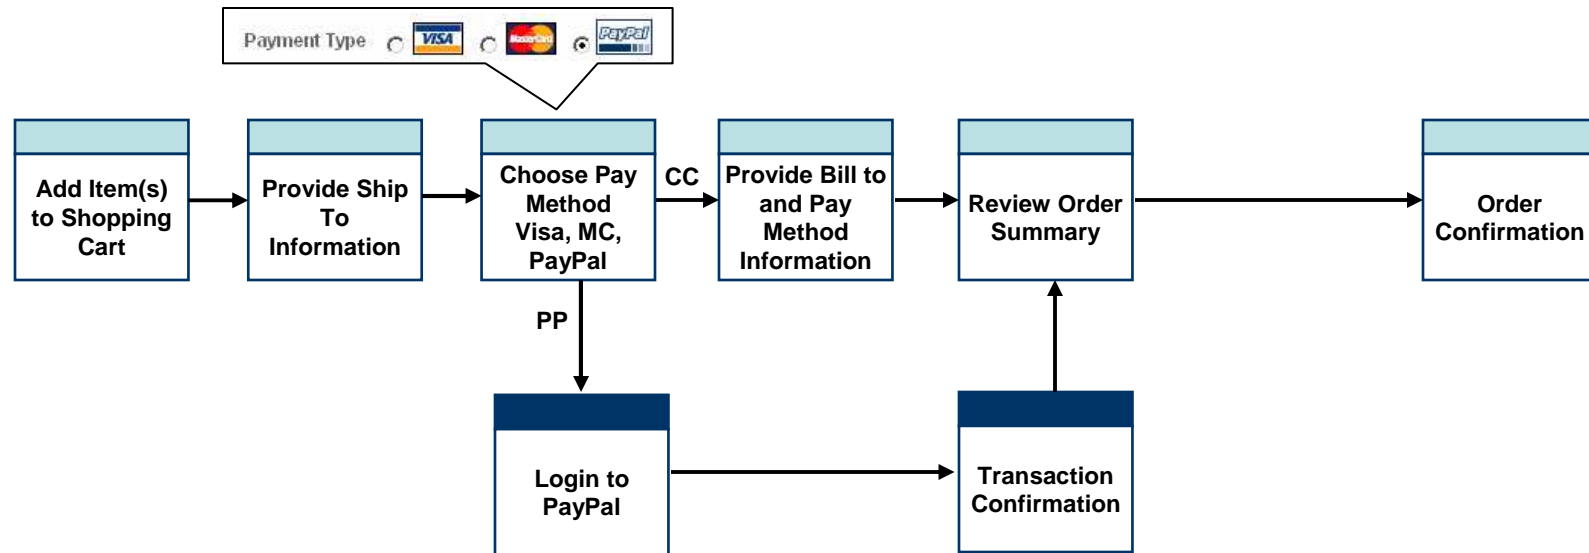 Payment Type VISA MasterCard PayPal
Add Item(s)
to Shopping
Cart
Provide Ship
To
Information
Choose Pay
Method
Visa, MC,
PayPal
CC
Provide Bill to
and Pay
Method
Information
Review Order
Summary
Order
Confirmation
PP
Login to
PayPal
Transaction
Confirmation